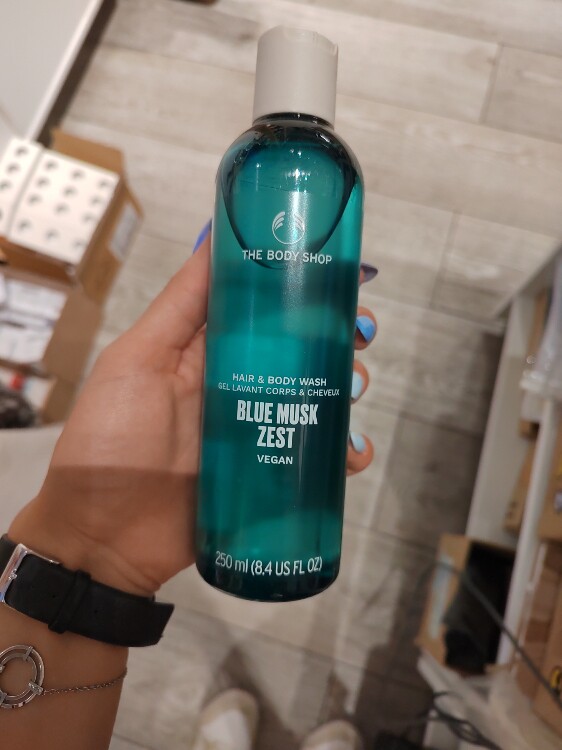 THE BODY SHOP
HAIR & BODY WASH
GEL LAVANT CORPS & CHEVEUX
BLUE MUSK
ZEST
VEGAN
250 ml (8.4 US FL OZ)